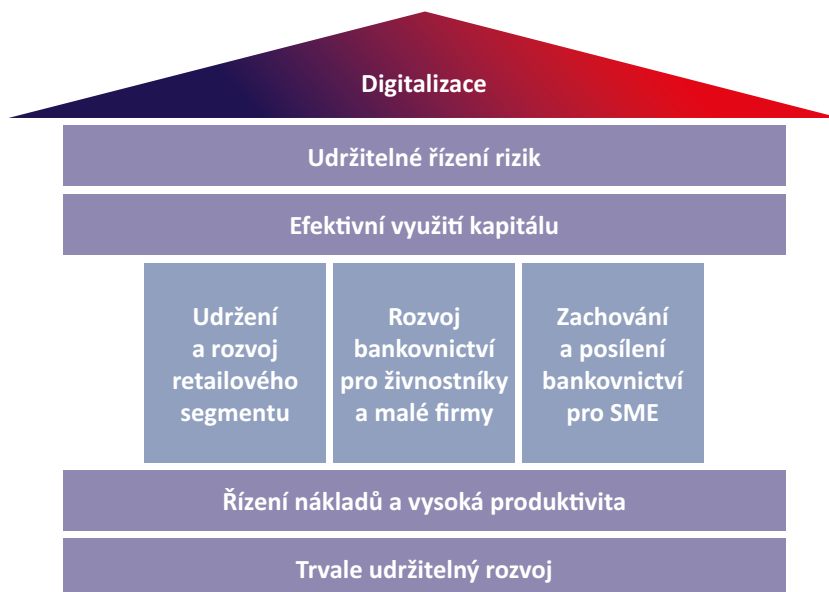 Digitalizace
Udržitelné řízení rizik
Efektivní využití kapitálu
Udržení
a rozvoj
retailového
segmentu
Rozvoj
bankovnictví
pro živnostníky
a malé firmy
Zachování
a posílení
bankovnictví
pro SME
Řízení nákladů a vysoká produktivita
Trvale udržitelný rozvoj